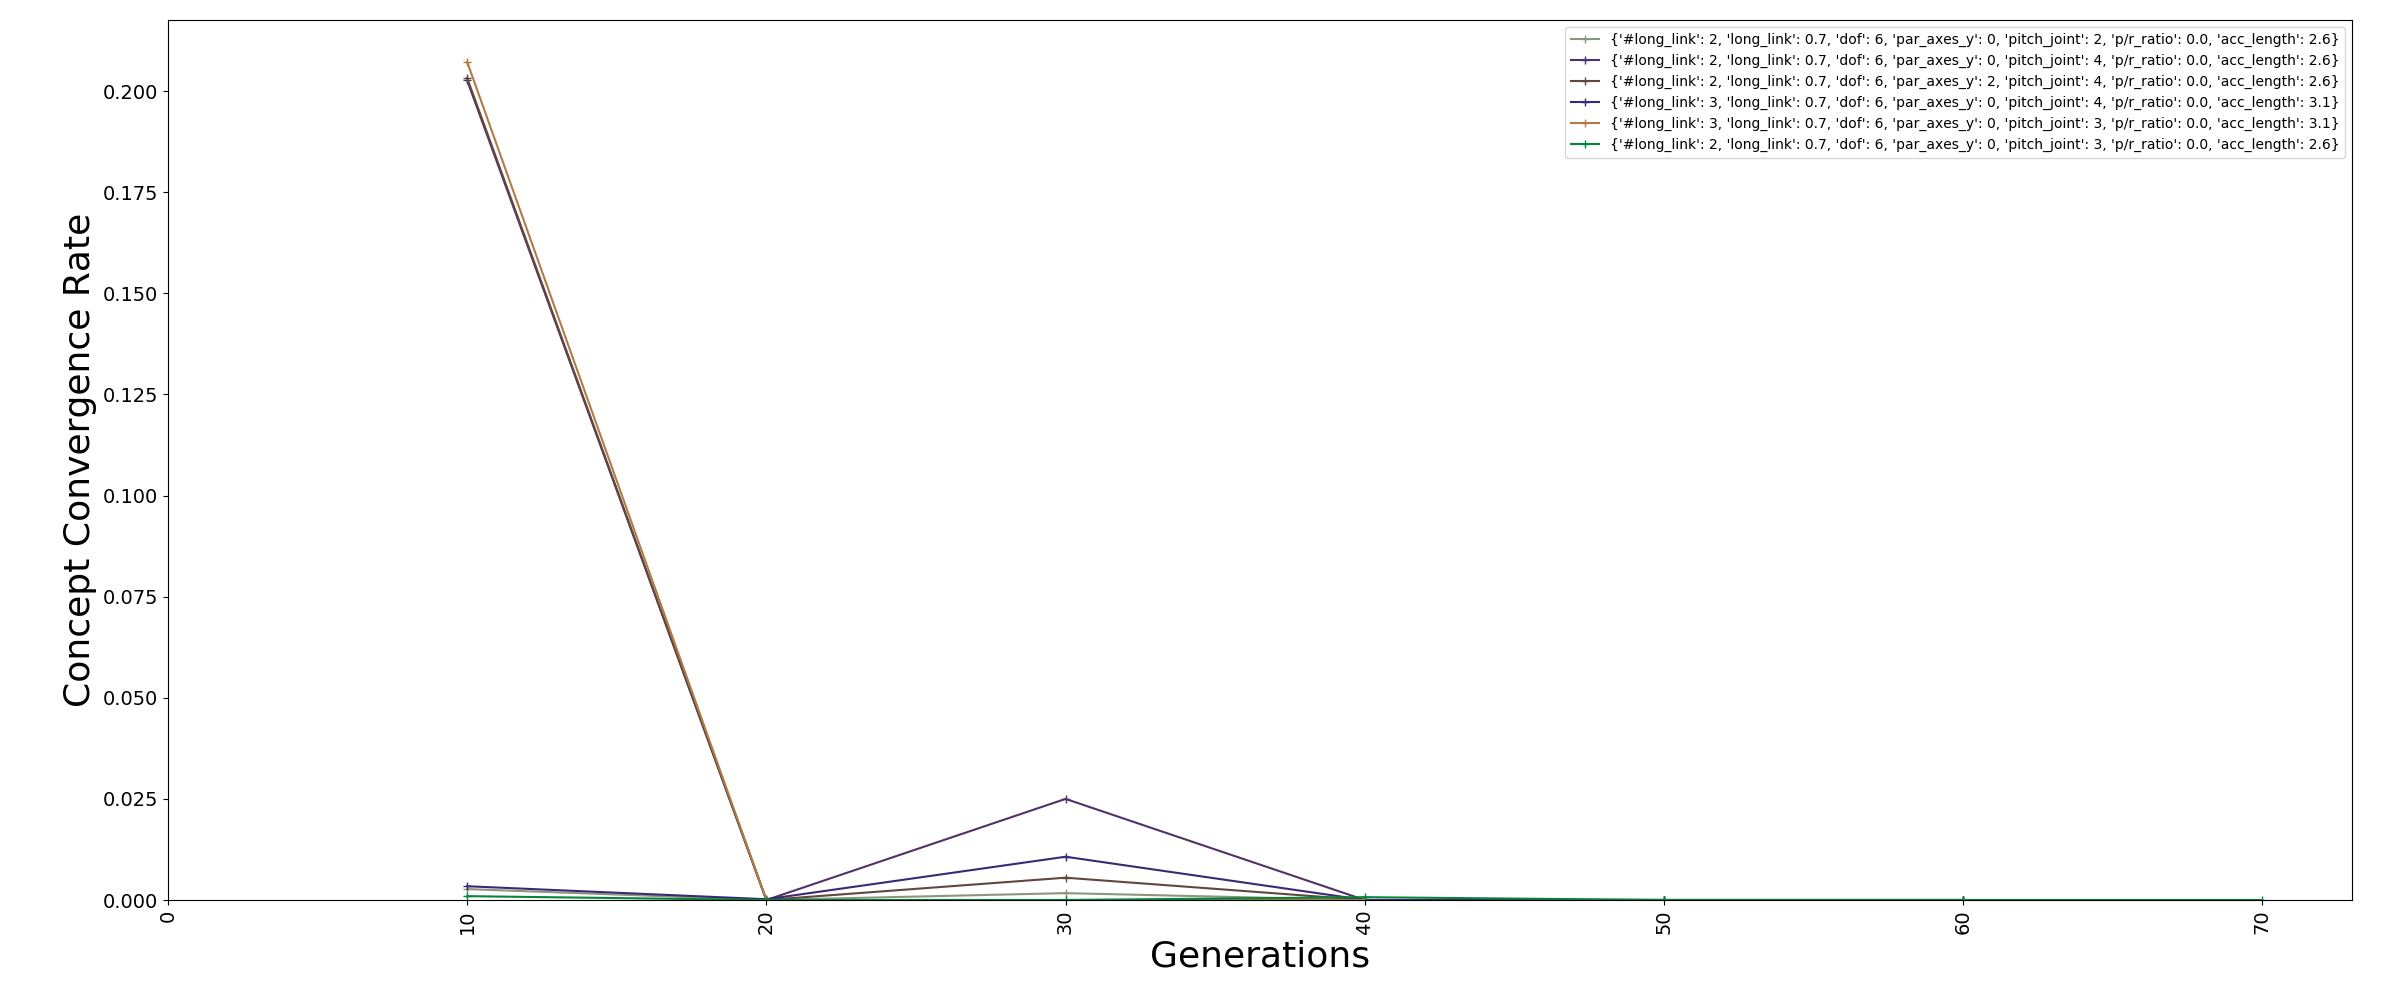 {'#long_link': 2, 'long_link': 0.7, 'dof': 6, 'par_axes_y': 0, 'pitch_joint': 2, 'p/r_ratio': 0.0, 'acc_length': 2.6}
{'#long_link': 2, 'long_link': 0.7, 'dof': 6, 'par_axes_y': 0, 'pitch_joint': 4, 'p/r_ratio': 0.0, 'acc_length': 2.6}
{'#long_link': 2, 'long_link': 0.7, 'dof': 6, 'par_axes_y': 2, 'pitch_joint': 4, 'p/r_ratio': 0.0, 'acc_length': 2.6}
{'#long_link': 3, 'long_link': 0.7, 'dof': 6, 'par_axes_y': 0, 'pitch_joint': 4, 'p/r_ratio': 0.0, 'acc_length': 3.1}
{'#long_link': 3, 'long_link': 0.7, 'dof': 6, 'par_axes_y': 0, 'pitch_joint': 3, 'p/r_ratio': 0.0, 'acc_length': 3.1}
{'#long_link': 2, 'long_link': 0.7, 'dof': 6, 'par_axes_y': 0, 'pitch_joint': 3, 'p/r_ratio': 0.0, 'acc_length': 2.6}
Concept Convergence Rate
0.200
0.175
0.150
0.125
0.100
0.075
0.050
0.025
0.000
0
10
20
30
40
50
60
70
Generations